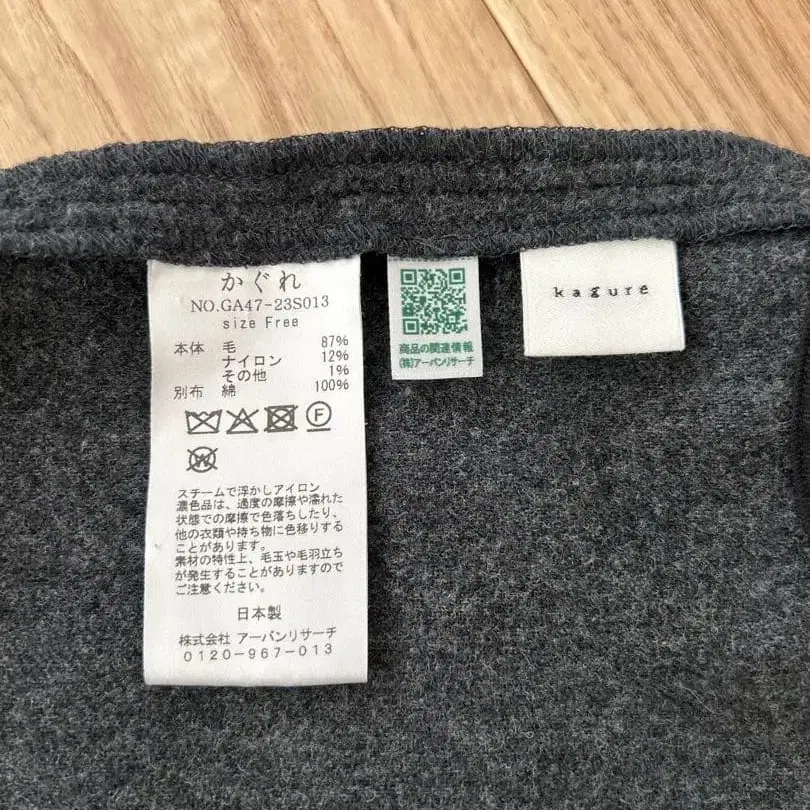 かぐれ
NO.GA47-23S013
size Free
本体 毛 87%
ナイロン 12%
その他 1%
別布 綿 100%
F
W
スチームで浮かしアイロン
濃色品は、過度の摩擦や濡れた
状態での摩擦で色落ちしたり、
他の衣類や持ち物に色移りする
ことがあります。
素材の特性上、毛玉や毛羽立ち
が発生することがありますので
ご注意ください。
日本製
株式会社 アーバンリサーチ
0120-967-013
商品の関連情報
(株)アーバンリサーチ
kagure